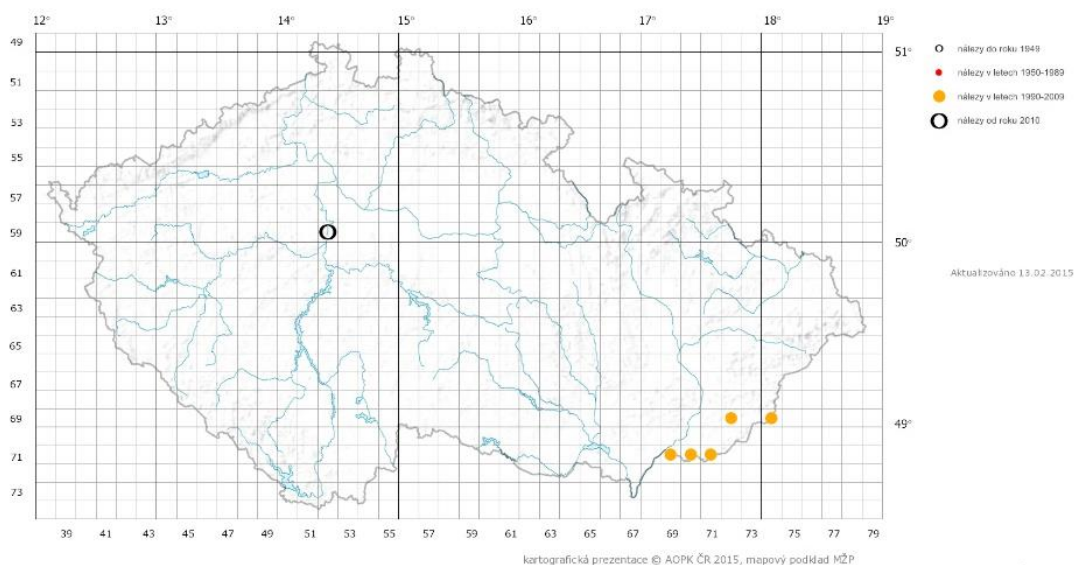 12° 13° 14° 15° 16° 17° 18° 19°
49
51° nálezy do roku 1949
51
nálezy v letech 1950-1989
nálezy v letech 1990-2009
53
nálezy od roku 2010
55
57
59
50°
61
Aktualizováno 13.02.2015
63
65
67
69
49°
71
73
39 41 43 45 47 49 51 53 55 57 59 61 63 65 67 69 71 75 77 79
kartografická prezentace © AOPK ČR 2015, mapový podklad MŽP